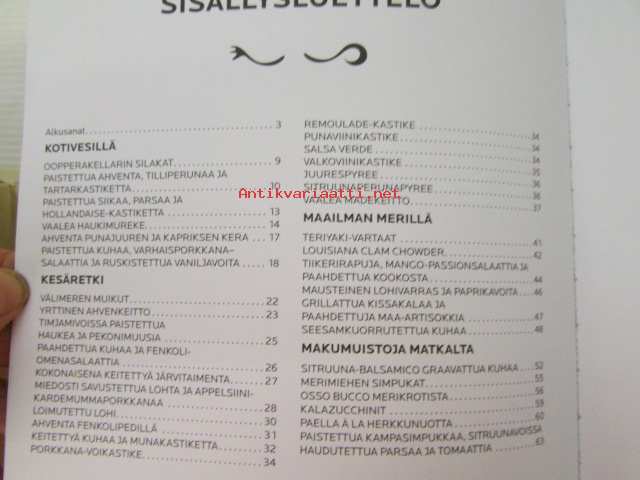 SISÄLLYSLUETTELO
Alkusanat 3
KOTIVESILLÄ
OOPPERAKELLARIN SILAKAT 9
PAISTETTUA AHVENTA, TILLIPERUNAA JA
TARTARKASTIKETTA 10
PAISTETTUA SIIKAA, PARSAA JA
HOLLANDAISE-KASTIKETTA 13
VAALEA HAUKIMUREKE 14
AHVENTA PUNAJUUREN JA KAPRIKSEN KERA 17
PAISTETTUA KUHAA, VARHAISPORKKANA-
SALAATTIA JA RUSKISTETTUA VANILJAVOITA 18
KESÄRETKI
VÄLIMEREN MUIKUT 22
YRTTINEN AHVENKEITTO 23
TIMJAMIVOISSA PAISTETTUA
HAUKEA JA PEKONIMUUSIA 25
PAAHDETTUA KUHAA JA FENKOLI-
OMENASALAATTIA 26
KOKONAISENA KEITETTYÄ JÄRVITAIMENTA 27
MIEDOSTI SAVUSTETTUA LOHTA JA APPELSIINI-
KARDEMUMMAPORKKANAA 28
LOIMUTETTU LOHI 30
AHVENTA FENKOLIPEDILLÄ 31
KEITETTYÄ KUHAA JA MUNAKASTIKETTA 32
PORKKANA-VOIKASTIKE 34
REMOULADE-KASTIKE
PUNAVIINIKASTIKE 34
SALSA VERDE 34
VALKOVIINIKASTIKE 34
JUURESPYREE 35
SITRUUNAPERUNAPYREE 36
VAALEA MADEKEITTO 36
37
MAAILMAN MERILLÄ
TERIYAKI-VARTAAT 41
LOUISIANA CLAM CHOWDER 42
TIIKERIRAPUJA, MANGO-PASSIONSALAATTIA JA
PAAHDETTUA KOOKOSTA 44
MAUSTEINEN LOHIVARRAS JA PAPRIKAVOITA 46
GRILLATTUA KISSAKALAA JA
PAAHDETTUJA MAA-ARTISOKKIA 47
SEESAMKUORRUTETTUA KUHAA 48
MAKUMUISTOJA MATKALTA
SITRUUNA-BALSAMICO GRAAVATTUA KUHAA 52
MERIMIEHEN SIMPUKAT 55
OSSO BUCCO MERIKROTISTA 56
KALAZUCCHINIT 59
PAELLA À LA HERKKUNUOTTA 60
PAISTETTUA KAMPASIMPUKKAA, SITRUUNAVOISSA
HAUDUTETTUA PARSAA JA TOMAATTIA 63
Antikvariaatti.net